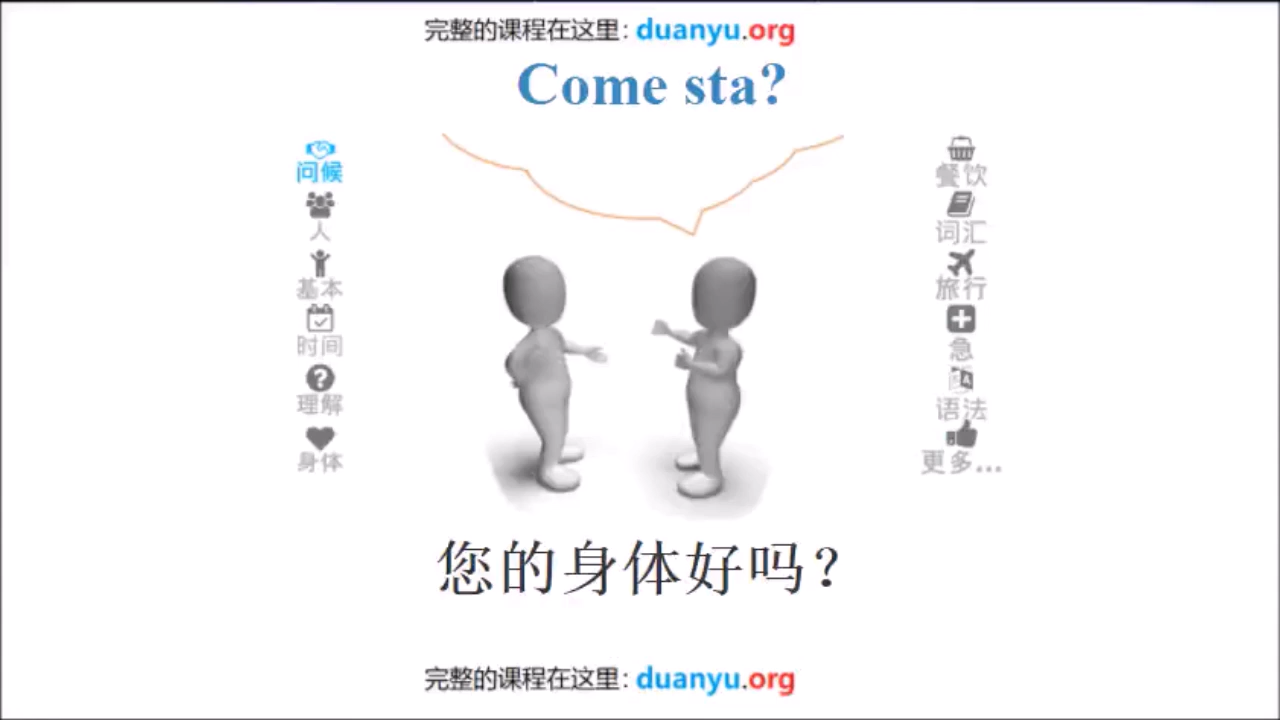 完整的课程在这里：duanyu.org
Come sta?
问候
人
基本
时间
理解
身体
餐饮
词汇
旅行
急
语法
更多...
您的身体好吗？
完整的课程在这里：duanyu.org